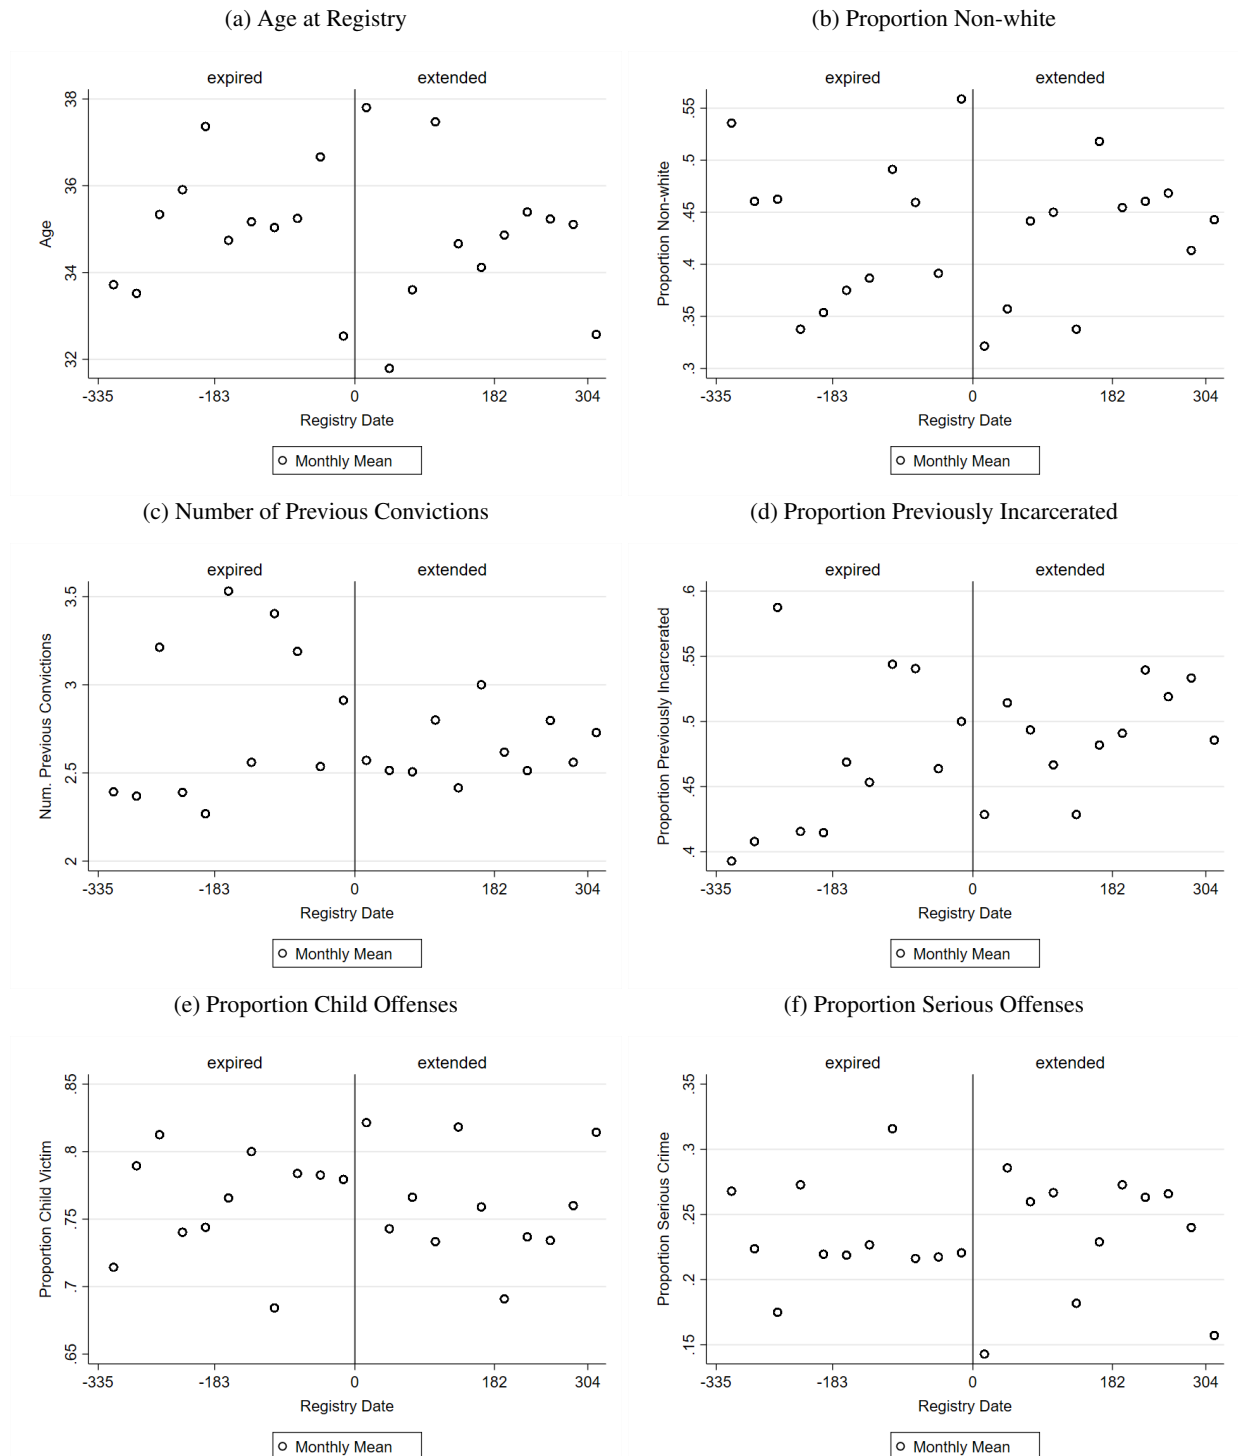 (a) Age at Registry
expired extended
38
36
34
32
Age
-335 -183 0 182 304
Registry Date
Monthly Mean
(b) Proportion Non-white
expired extended
.55
.5
.45
.4
.35
.3
Proportion Non-white
-335 -183 0 182 304
Registry Date
Monthly Mean
(c) Number of Previous Convictions
expired extended
3.5
3
2.5
2
Num. Previous Convictions
-335 -183 0 182 304
Registry Date
Monthly Mean
(d) Proportion Previously Incarcerated
expired extended
.6
.55
.5
.45
.4
Proportion Previously Incarcerated
-335 -183 0 182 304
Registry Date
Monthly Mean
(e) Proportion Child Offenses
expired extended
.85
.8
.75
.7
.65
Proportion Child Victim
-335 -183 0 182 304
Registry Date
Monthly Mean
(f) Proportion Serious Offenses
expired extended
.35
.3
.25
.2
.15
Proportion Serious Crime
-335 -183 0 182 304
Registry Date
Monthly Mean